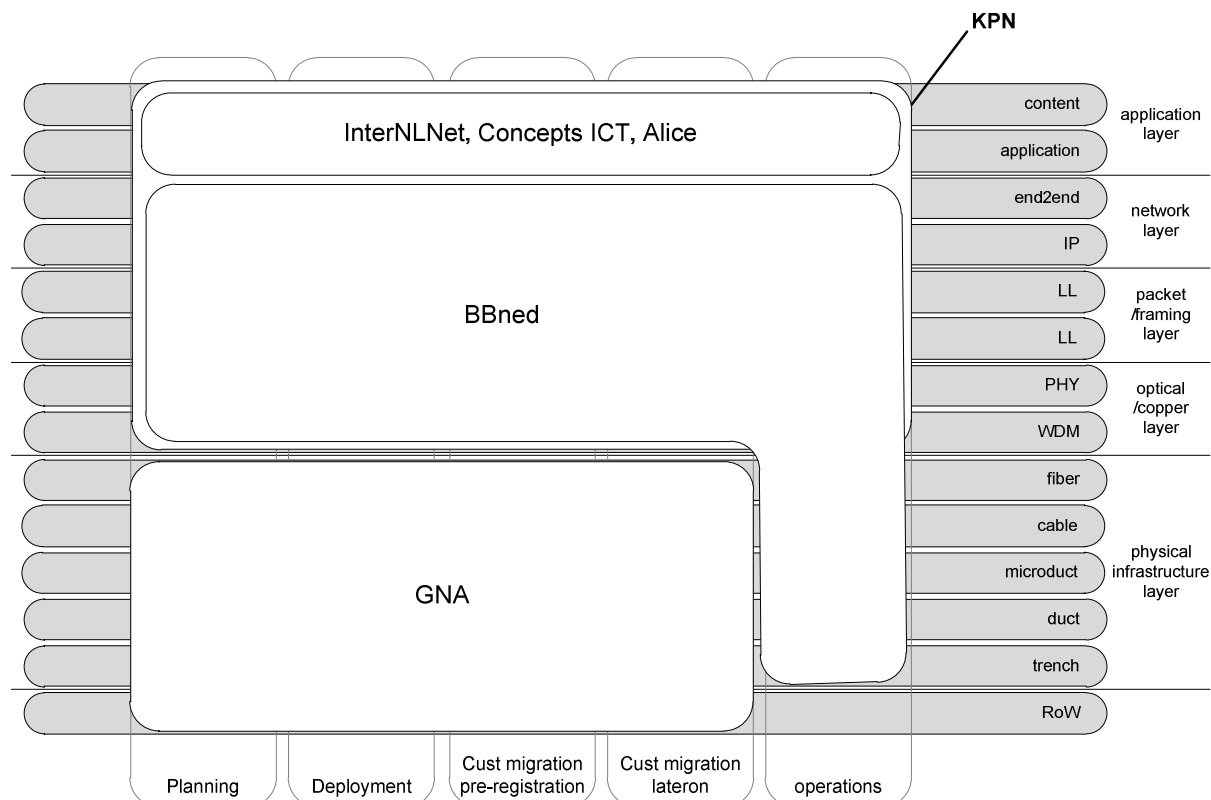 KPN
content
application
layer
InterNLNet, Concepts ICT, Alice
application
end2end
network
layer
IP
LL
packet
/framing
layer
BBned
LL
PHY
optical
/copper
layer
WDM
fiber
cable
physical
infrastructure
layer
microduct
GNA
duct
trench
RoW
Planning
Deployment
Cust migration
pre-registration
Cust migration
lateron
operations